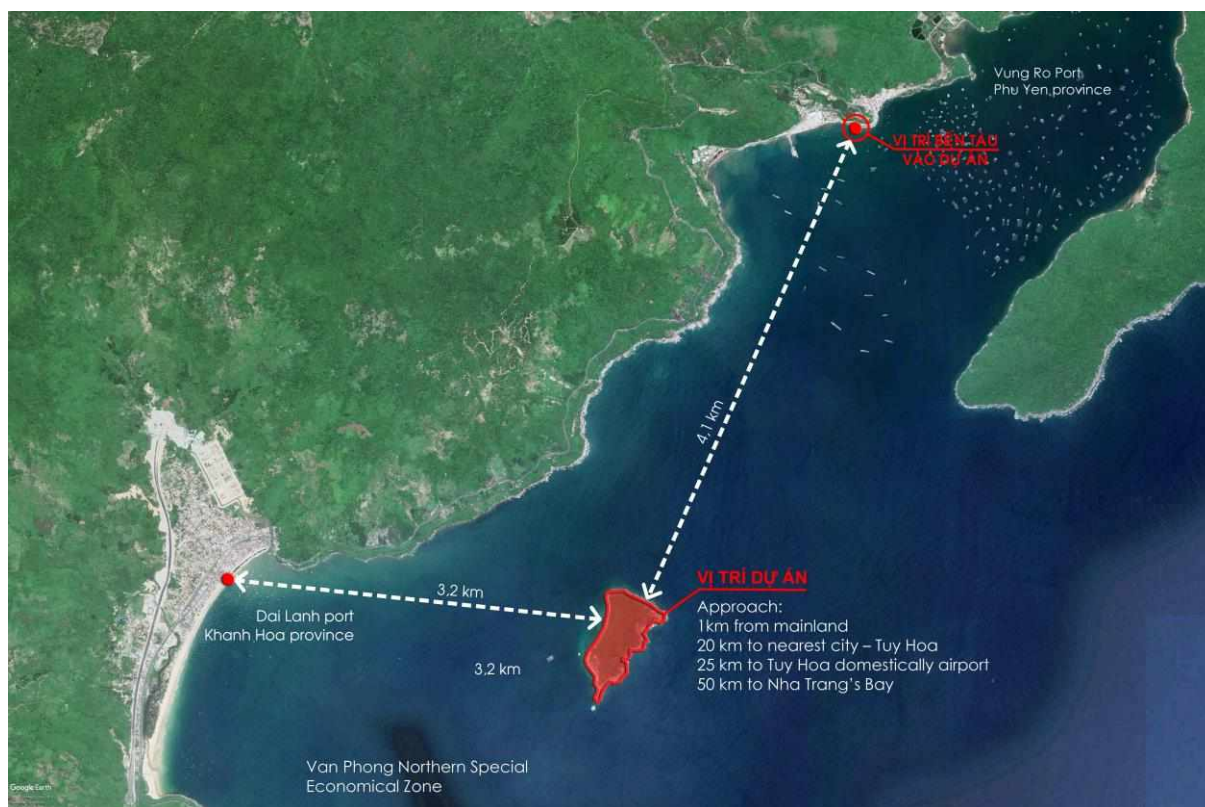 Vung Ro Port
Phu Yen province
VỊ TRÍ BẾN TÀU
VÀO DỰ ÁN
4,1 km
3,2 km
Dai Lanh port
Khanh Hoa province
3,2 km
VỊ TRÍ DỰ ÁN
Approach:
1km from mainland
20 km to nearest city – Tuy Hoa
25 km to Tuy Hoa domestically airport
50 km to Nha Trang's Bay
Van Phong Northern Special
Economical Zone
Google Earth